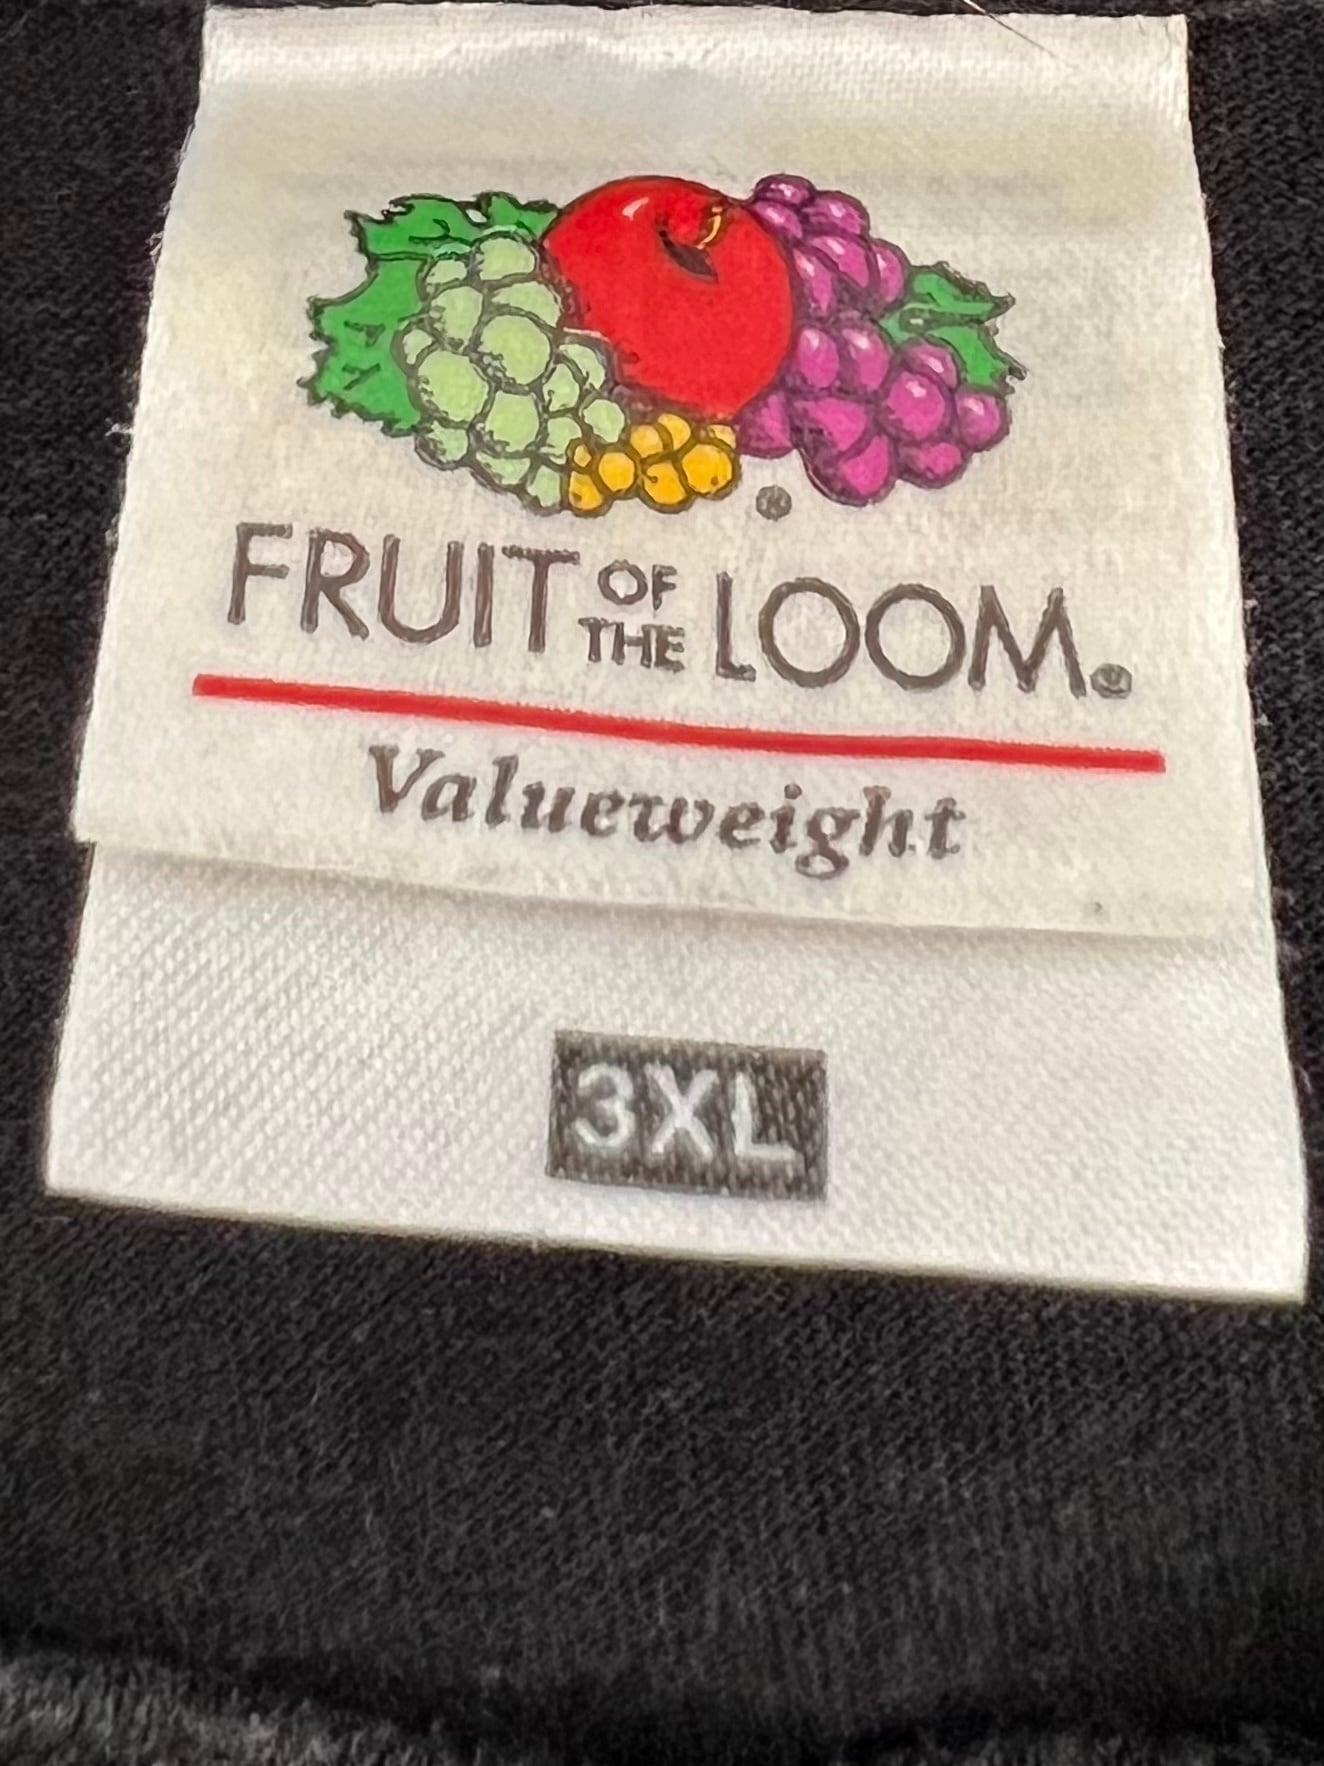 ®
FRUIT OF THE LOOM®
Valueweight
3XL